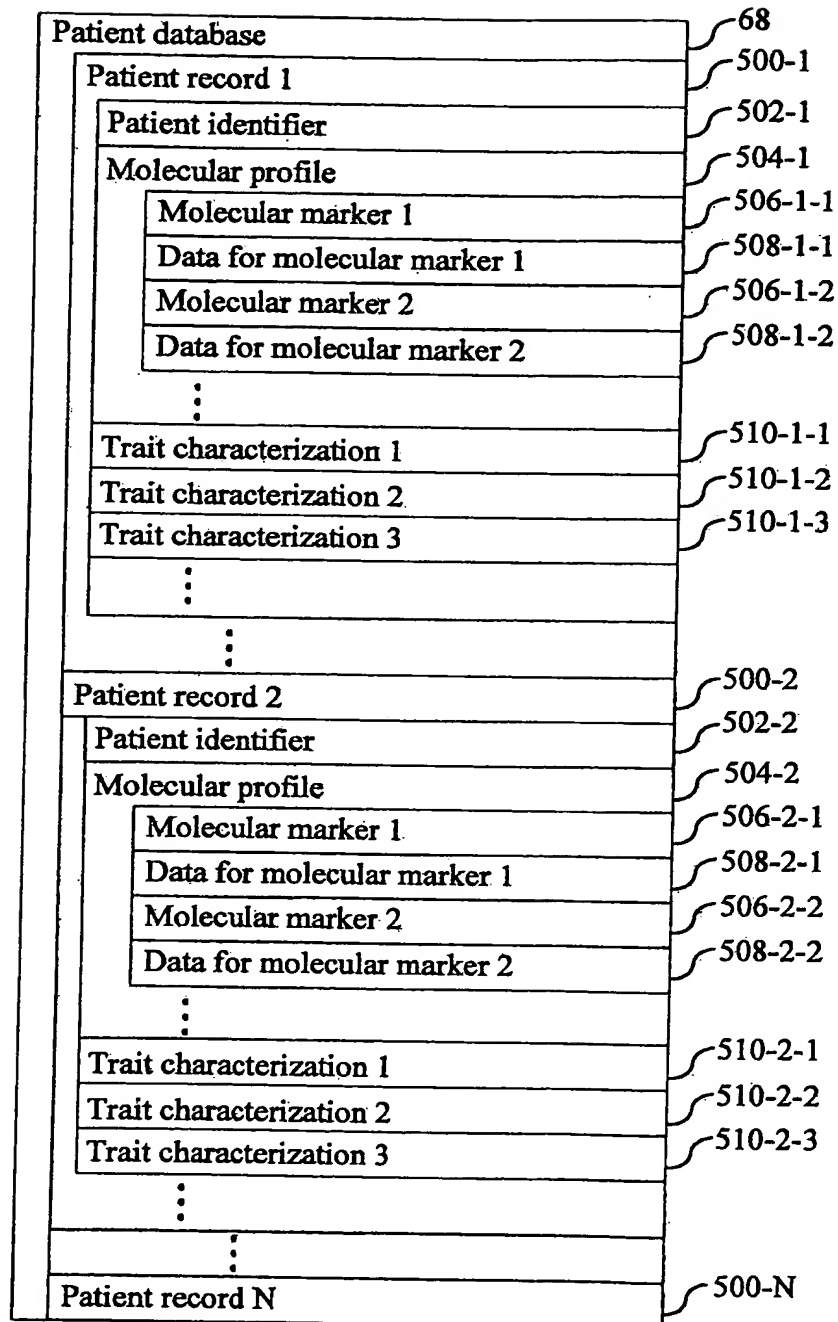 Patient database 68
Patient record 1 500-1
Patient identifier 502-1
Molecular profile 504-1
Molecular marker 1 506-1-1
Data for molecular marker 1 508-1-1
Molecular marker 2 506-1-2
Data for molecular marker 2 508-1-2
Trait characterization 1 510-1-1
Trait characterization 2 510-1-2
Trait characterization 3 510-1-3
Patient record 2 500-2
Patient identifier 502-2
Molecular profile 504-2
Molecular marker 1 506-2-1
Data for molecular marker 1 508-2-1
Molecular marker 2 506-2-2
Data for molecular marker 2 508-2-2
Trait characterization 1 510-2-1
Trait characterization 2 510-2-2
Trait characterization 3 510-2-3
Patient record N 500-N